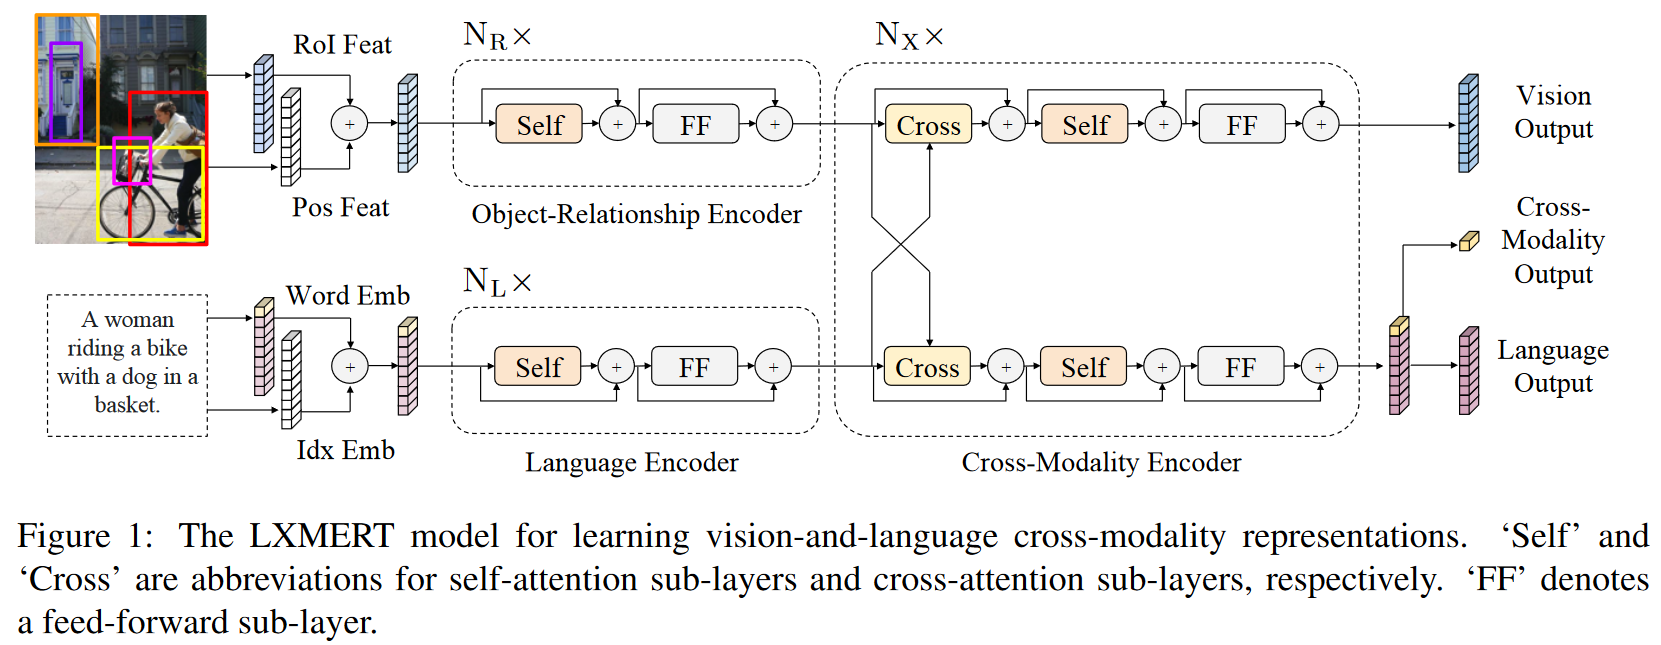 RoI Feat
Pos Feat
+
N_R ×
Self
+
FF
+
Object-Relationship Encoder
N_X ×
Cross
+
Self
+
FF
+
Vision
Output
Cross-
Modality
Output
A woman
riding a bike
with a dog in a
basket.
Word Emb
Idx Emb
+
N_L ×
Self
+
FF
+
Language Encoder
Cross
+
Self
+
FF
+
Cross-Modality Encoder
Language
Output
Figure 1: The LXMERT model for learning vision-and-language cross-modality representations. ‘Self’ and
‘Cross’ are abbreviations for self-attention sub-layers and cross-attention sub-layers, respectively. ‘FF’ denotes
a feed-forward sub-layer.